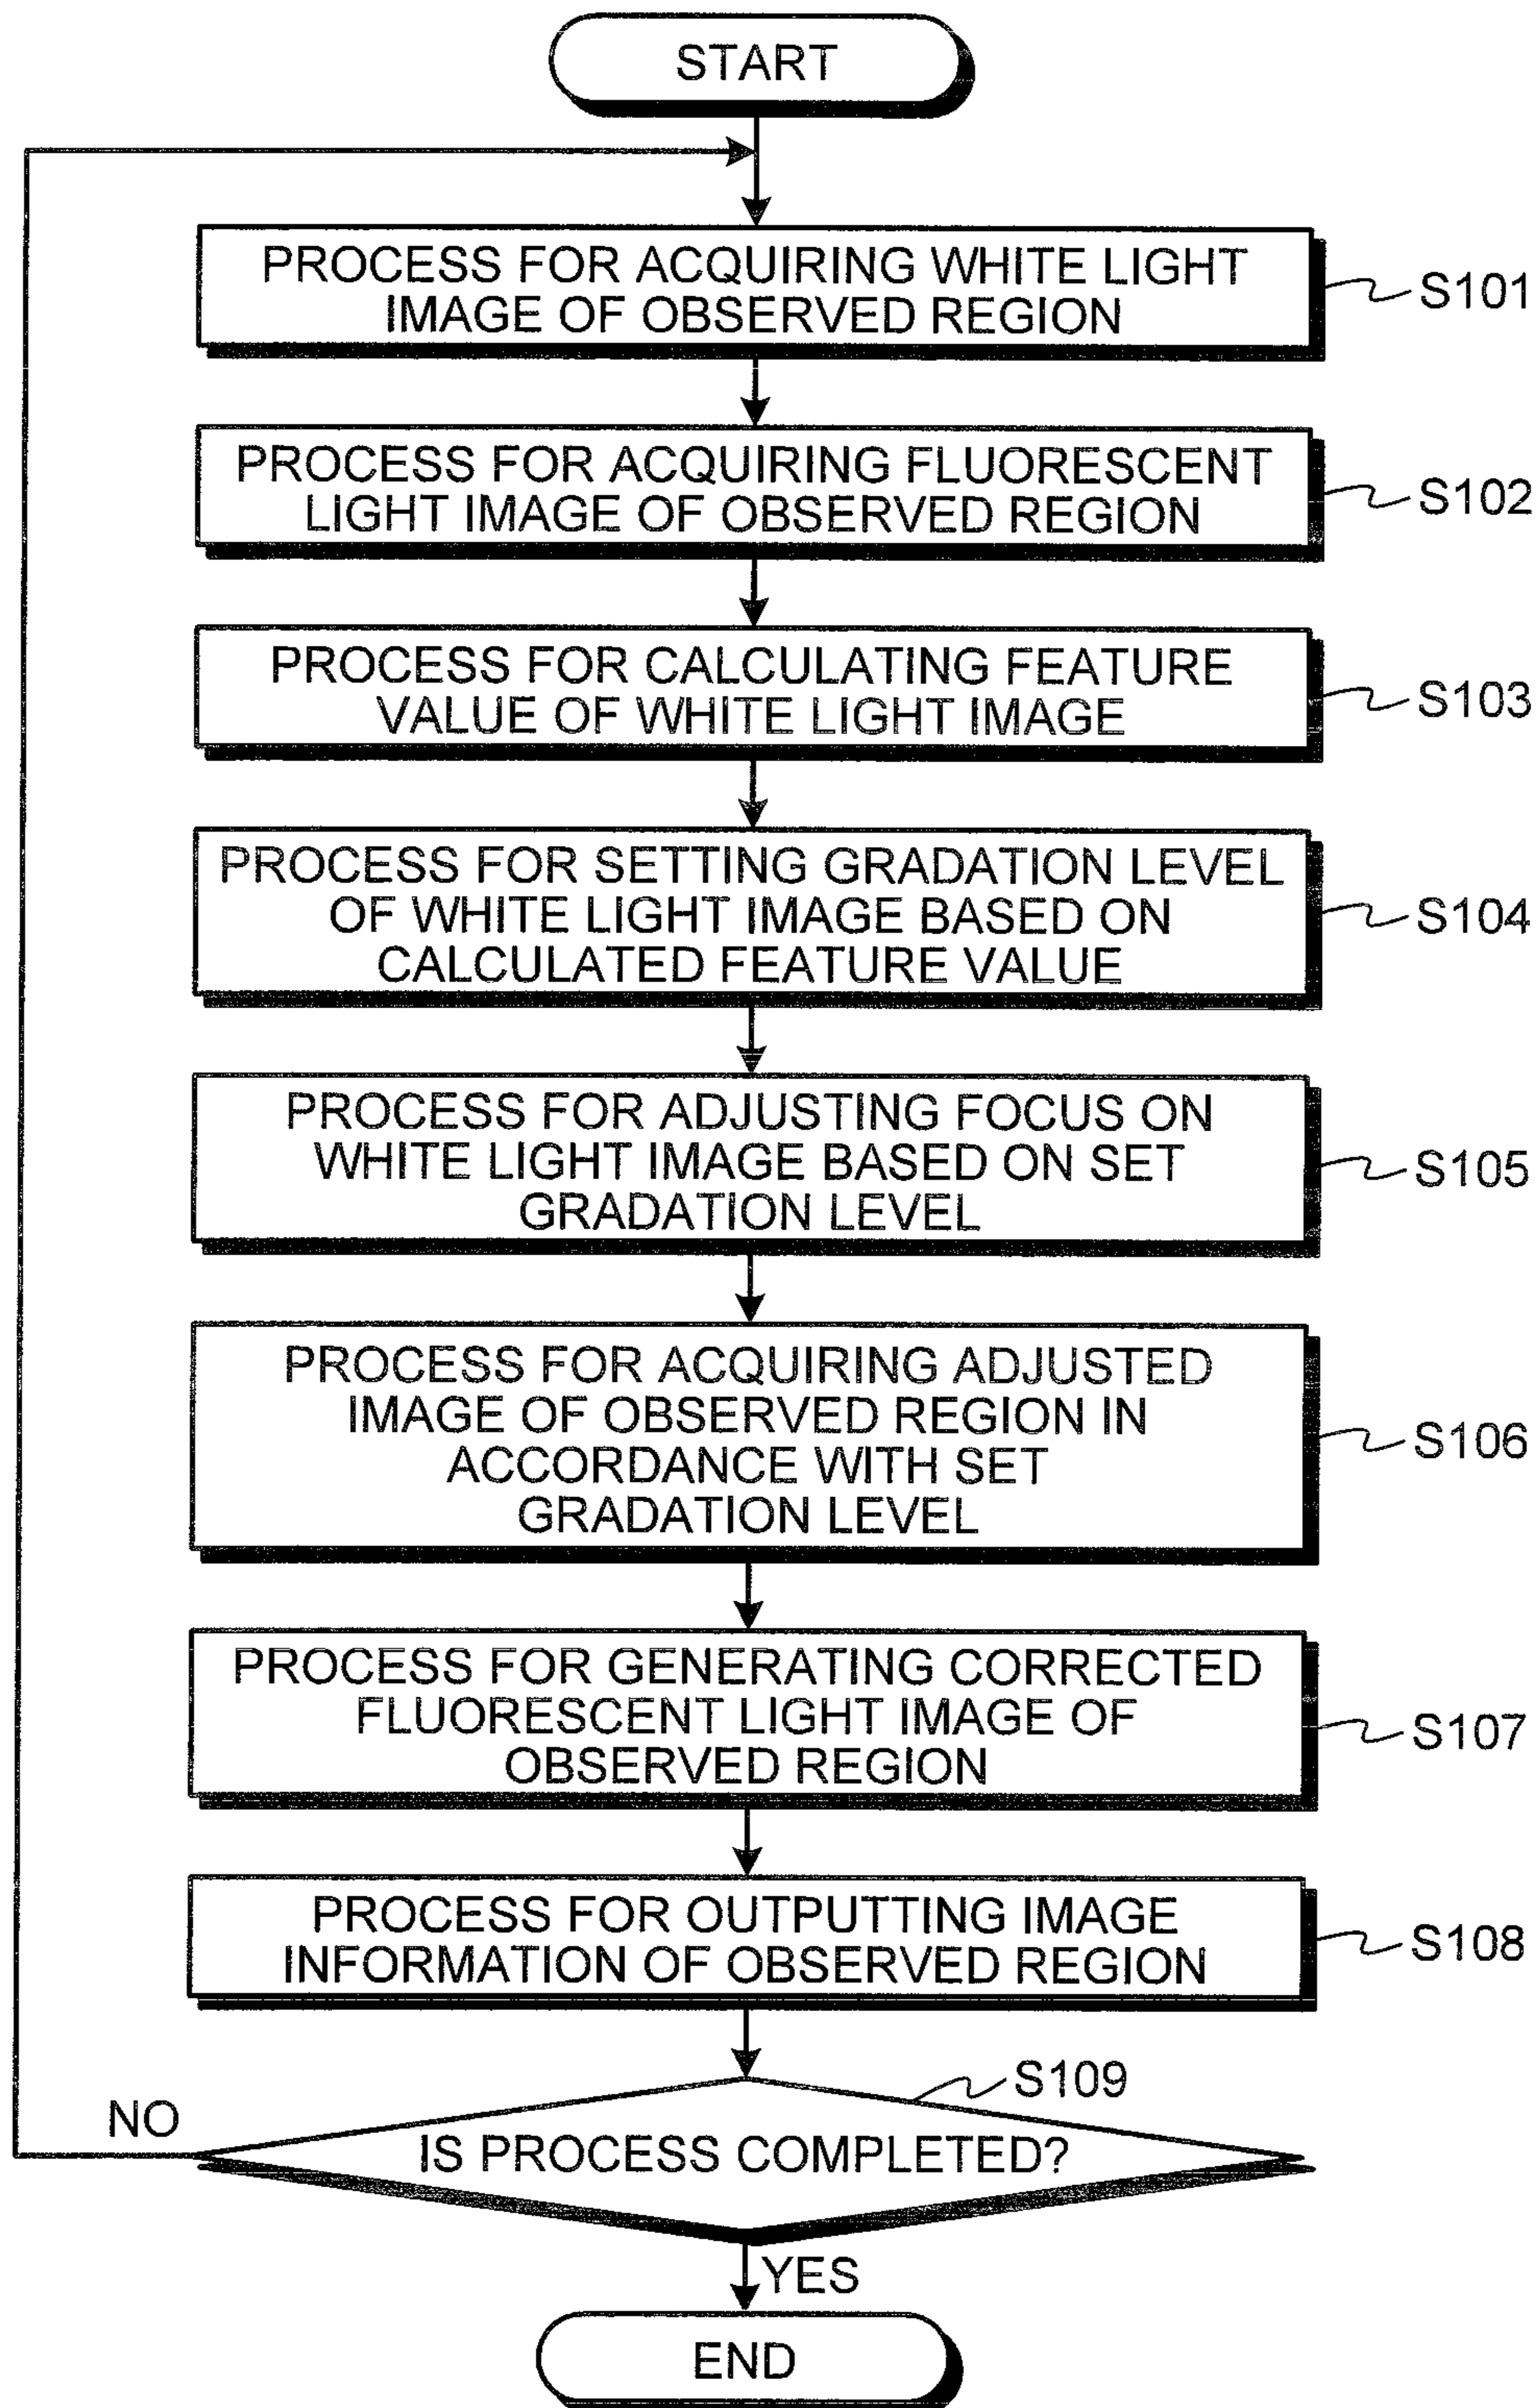 START
PROCESS FOR ACQUIRING WHITE LIGHT
IMAGE OF OBSERVED REGION
S101
PROCESS FOR ACQUIRING FLUORESCENT
LIGHT IMAGE OF OBSERVED REGION
S102
PROCESS FOR CALCULATING FEATURE
VALUE OF WHITE LIGHT IMAGE
S103
PROCESS FOR SETTING GRADATION LEVEL
OF WHITE LIGHT IMAGE BASED ON
CALCULATED FEATURE VALUE
S104
PROCESS FOR ADJUSTING FOCUS ON
WHITE LIGHT IMAGE BASED ON SET
GRADATION LEVEL
S105
PROCESS FOR ACQUIRING ADJUSTED
IMAGE OF OBSERVED REGION IN
ACCORDANCE WITH SET
GRADATION LEVEL
S106
PROCESS FOR GENERATING CORRECTED
FLUORESCENT LIGHT IMAGE OF
OBSERVED REGION
S107
PROCESS FOR OUTPUTTING IMAGE
INFORMATION OF OBSERVED REGION
S108
S109
NO
IS PROCESS COMPLETED?
YES
END